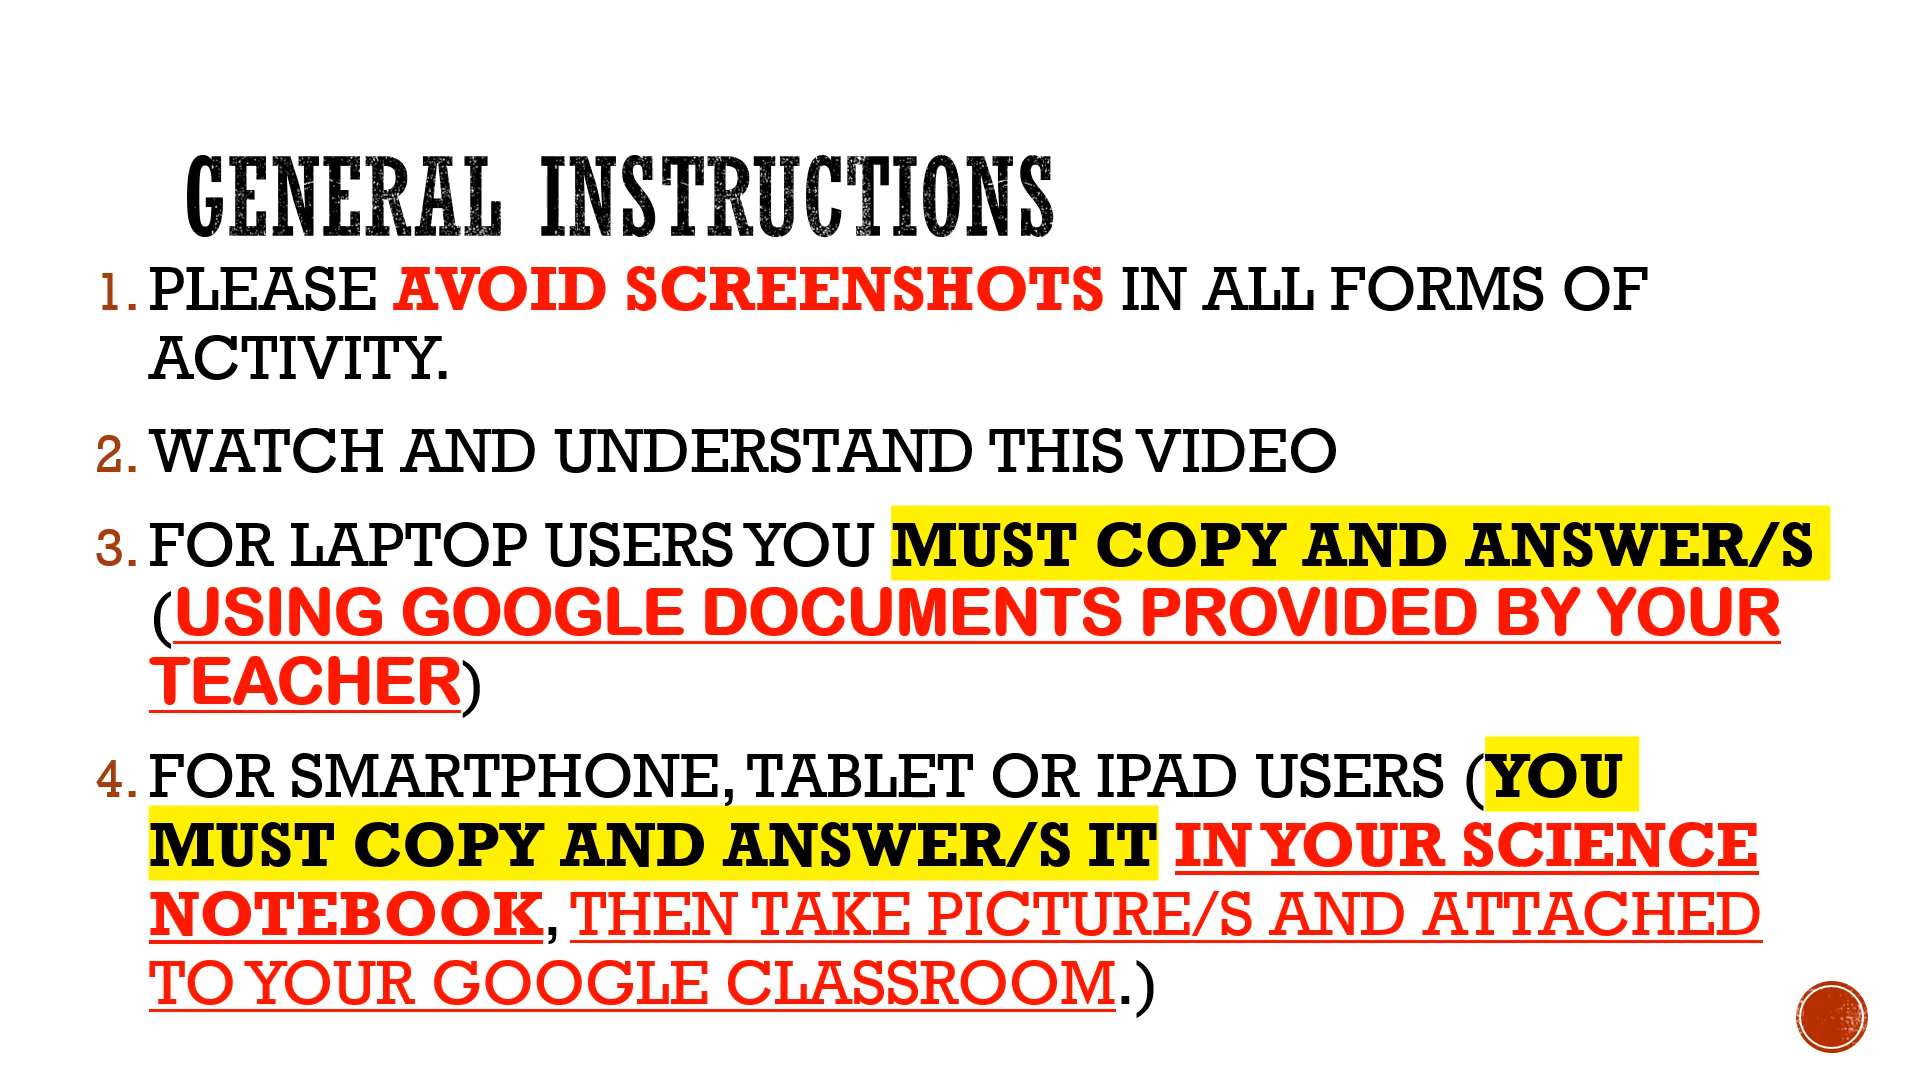 GENERAL INSTRUCTIONS
1. PLEASE AVOID SCREENSHOTS IN ALL FORMS OF
ACTIVITY.
2. WATCH AND UNDERSTAND THIS VIDEO
3. FOR LAPTOP USERS YOU MUST COPY AND ANSWER/S
(USING GOOGLE DOCUMENTS PROVIDED BY YOUR
TEACHER)
4. FOR SMARTPHONE, TABLET OR IPAD USERS (YOU
MUST COPY AND ANSWER/S IT IN YOUR SCIENCE
NOTEBOOK, THEN TAKE PICTURE/S AND ATTACHED
TO YOUR GOOGLE CLASSROOM.)